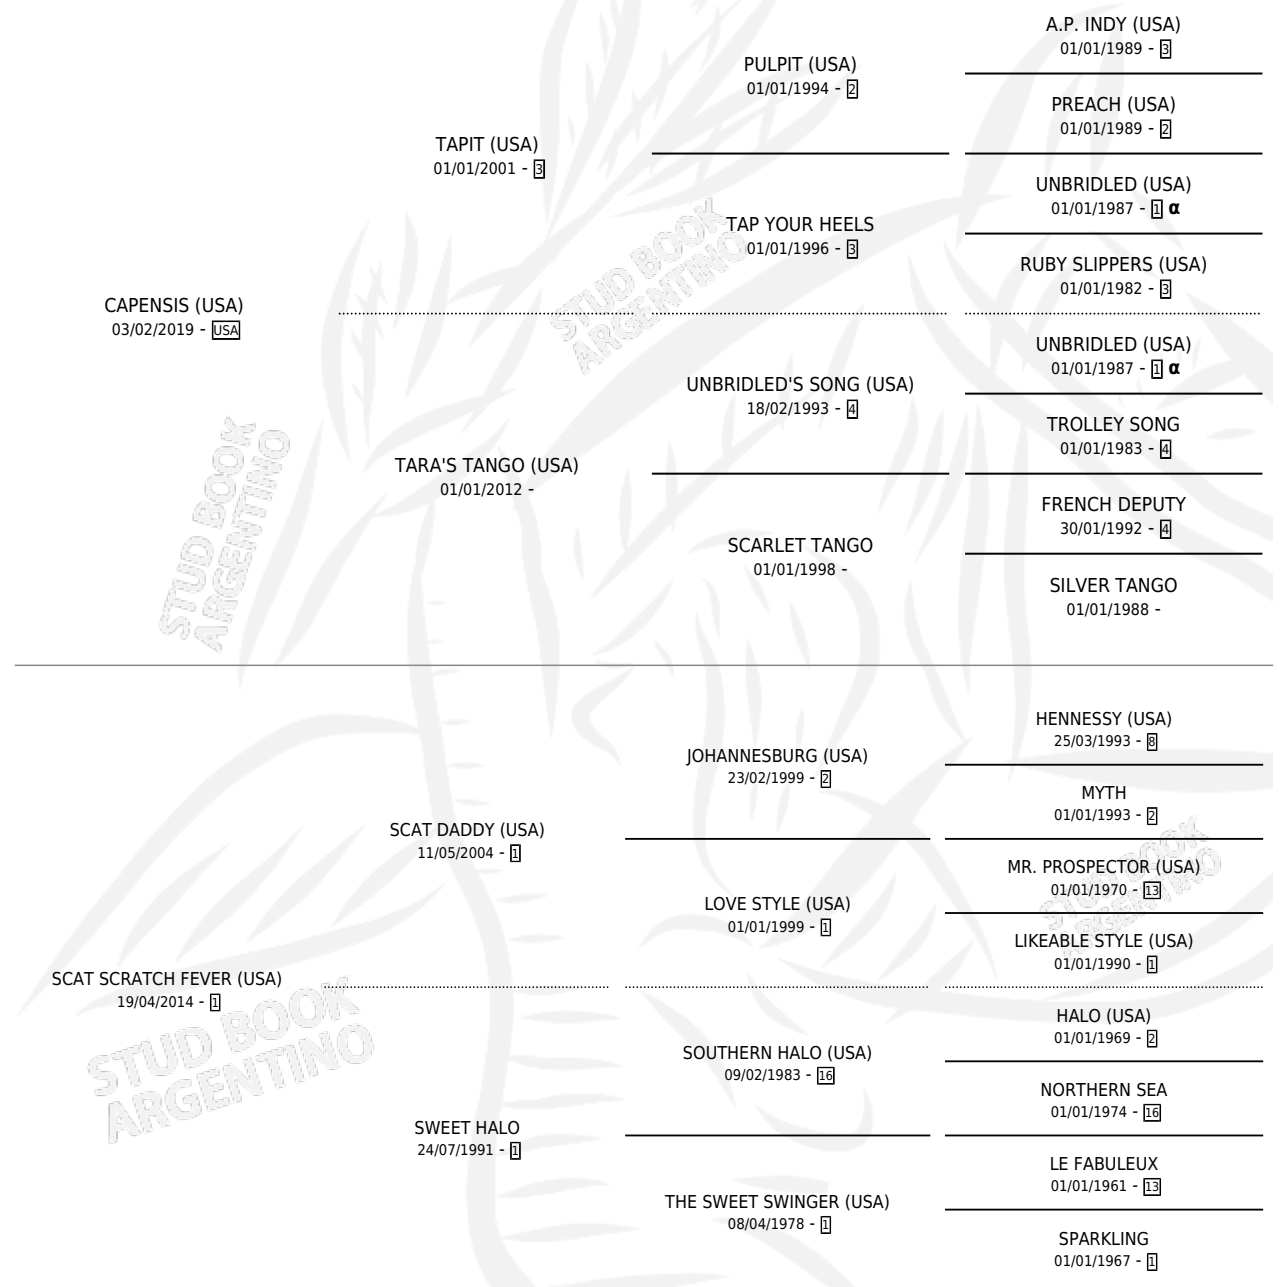 A.P. INDY (USA)
01/01/1989 - 3
PULPIT (USA)
01/01/1994 - 2
PREACH (USA)
01/01/1989 - 2
TAPIT (USA)
01/01/2001 - 3
UNBRIDLED (USA)
01/01/1987 - 1 α
TAP YOUR HEELS
01/01/1996 - 3
RUBY SLIPPERS (USA)
01/01/1982 - 3
CAPENSIS (USA)
03/02/2019 - USA
UNBRIDLED (USA)
01/01/1987 - 1 α
UNBRIDLED'S SONG (USA)
18/02/1993 - 4
TROLLEY SONG
01/01/1983 - 4
TARA'S TANGO (USA)
01/01/2012 -
FRENCH DEPUTY
30/01/1992 - 4
SCARLET TANGO
01/01/1998 -
SILVER TANGO
01/01/1988 -
HENNESSY (USA)
25/03/1993 - 8
JOHANNESBURG (USA)
23/02/1999 - 2
MYTH
01/01/1993 - 2
SCAT DADDY (USA)
11/05/2004 - 1
MR. PROSPECTOR (USA)
01/01/1970 - 13
LOVE STYLE (USA)
01/01/1999 - 1
LIKEABLE STYLE (USA)
01/01/1990 - 1
SCAT SCRATCH FEVER (USA)
19/04/2014 - 1
HALO (USA)
01/01/1969 - 2
SOUTHERN HALO (USA)
09/02/1983 - 16
NORTHERN SEA
01/01/1974 - 16
SWEET HALO
24/07/1991 - 1
LE FABULEUX
01/01/1961 - 13
THE SWEET SWINGER (USA)
08/04/1978 - 1
SPARKLING
01/01/1967 - 1
STUD BOOK
ARGENTINO
STUD BOOK
ARGENTINO
STUD BOOK
ARGENTINO
STUD BOOK
ARGENTINO